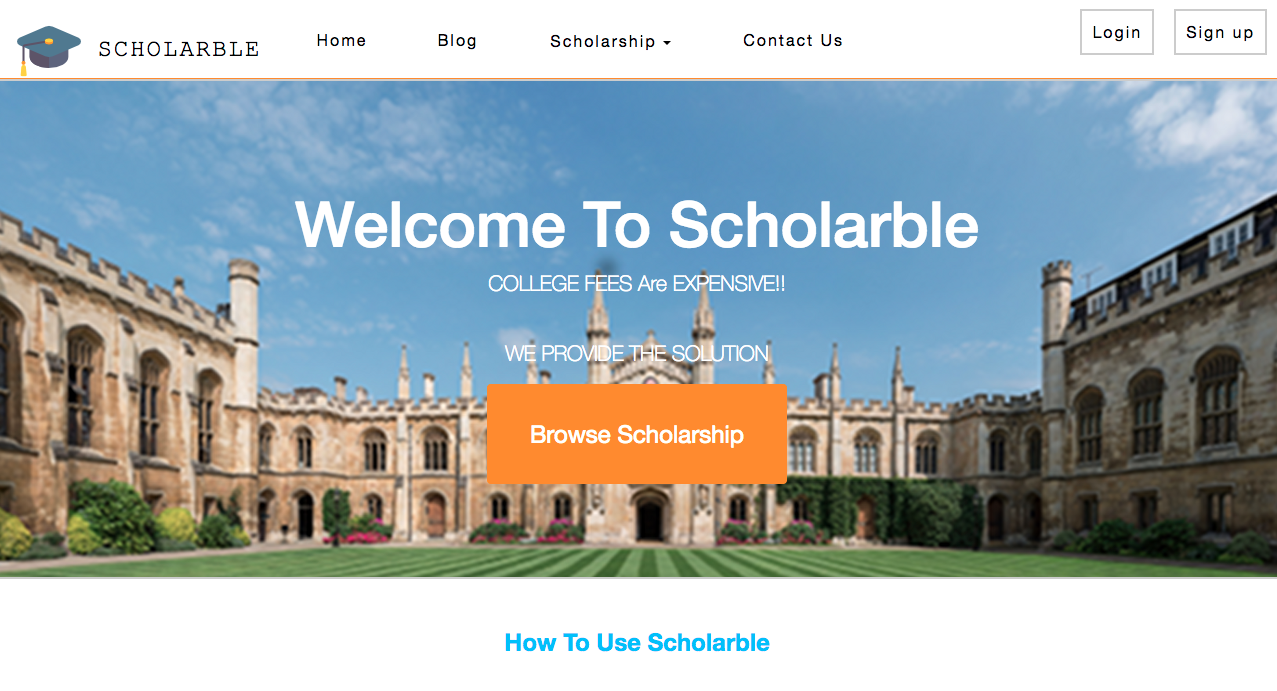 SCHOLARBLE
Home
Blog
Scholarship
Contact Us
Login
Sign up
Welcome To Scholarble
COLLEGE FEES Are EXPENSIVE!!
WE PROVIDE THE SOLUTION
Browse Scholarship
How To Use Scholarble